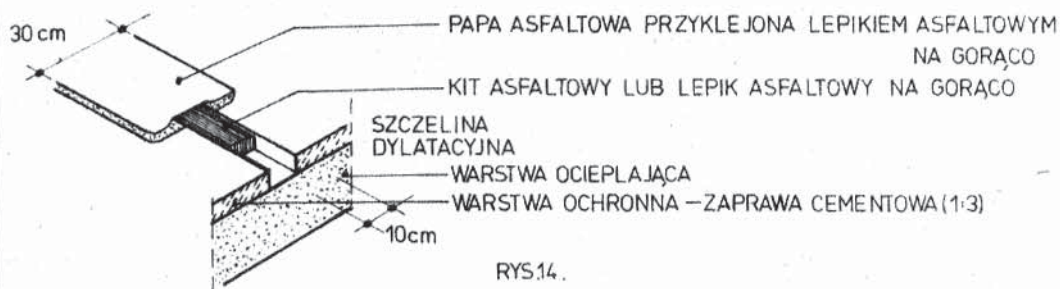 30 cm
PAPA ASFALTOWA PRZYKLEJONA LEPIKIEM ASFALTOWYM
NA GORĄCO
KIT ASFALTOWY LUB LEPIK ASFALTOWY NA GORĄCO
SZCZELINA
DYLATACYJNA
WARSTWA OCIEPLAJĄCA
WARSTWA OCHRONNA – ZAPRAWA CEMENTOWA (1:3)
10cm
RYS.14.